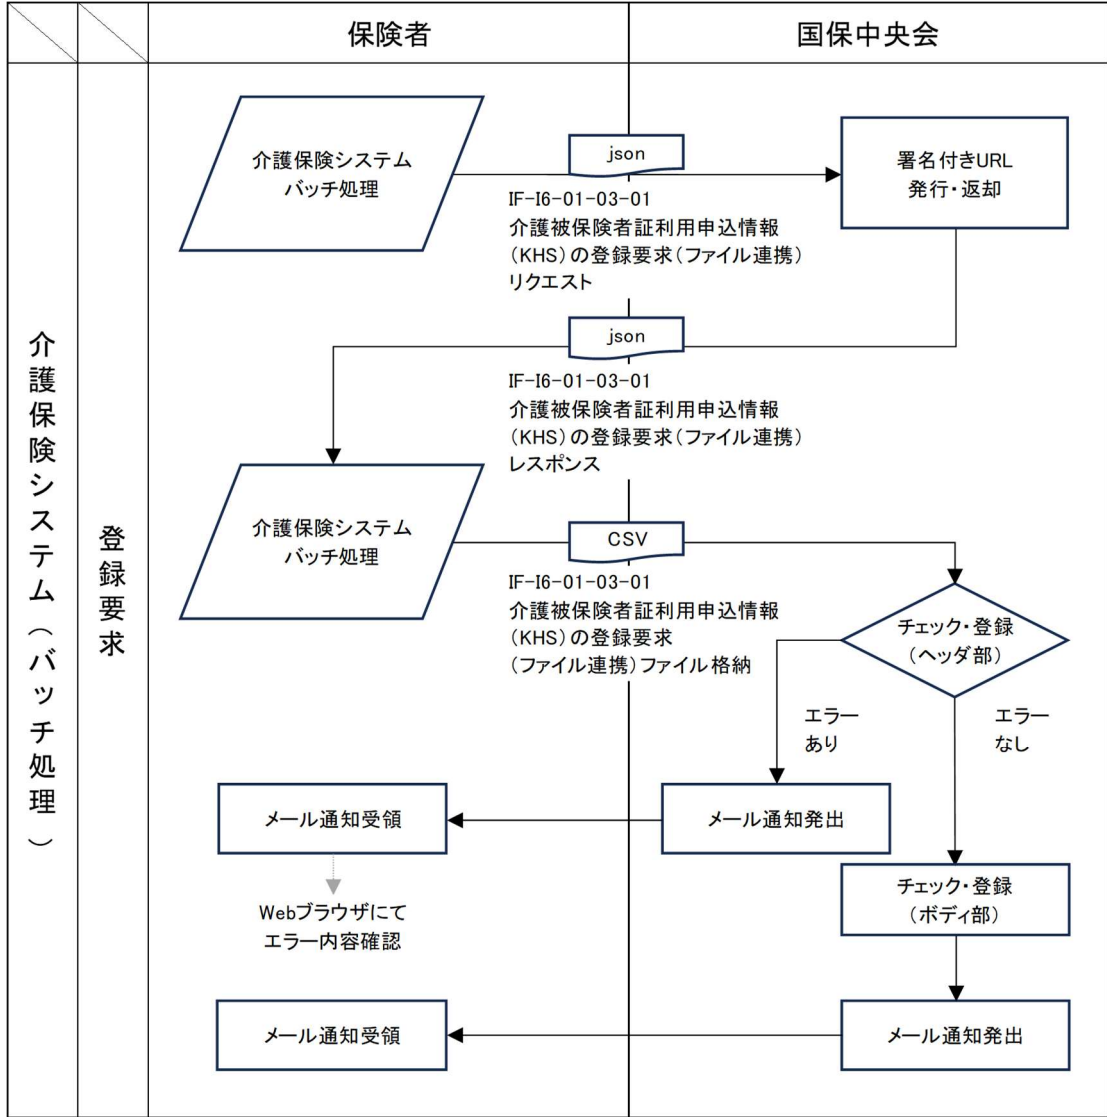 保険者
国保中央会
介護保険システム（バッチ処理）
登録要求
介護保険システム
バッチ処理
json
署名付きURL
発行・返却
IF-I6-01-03-01
介護被保険者証利用申込情報
（KHS）の登録要求（ファイル連携）
リクエスト
json
IF-I6-01-03-01
介護被保険者証利用申込情報
（KHS）の登録要求（ファイル連携）
レスポンス
介護保険システム
バッチ処理
CSV
IF-I6-01-03-01
介護被保険者証利用申込情報
（KHS）の登録要求
（ファイル連携）ファイル格納
チェック・登録
（ヘッダ部）
エラー
あり
エラー
なし
メール通知受領
メール通知発出
Webブラウザにて
エラー内容確認
チェック・登録
（ボディ部）
メール通知受領
メール通知発出